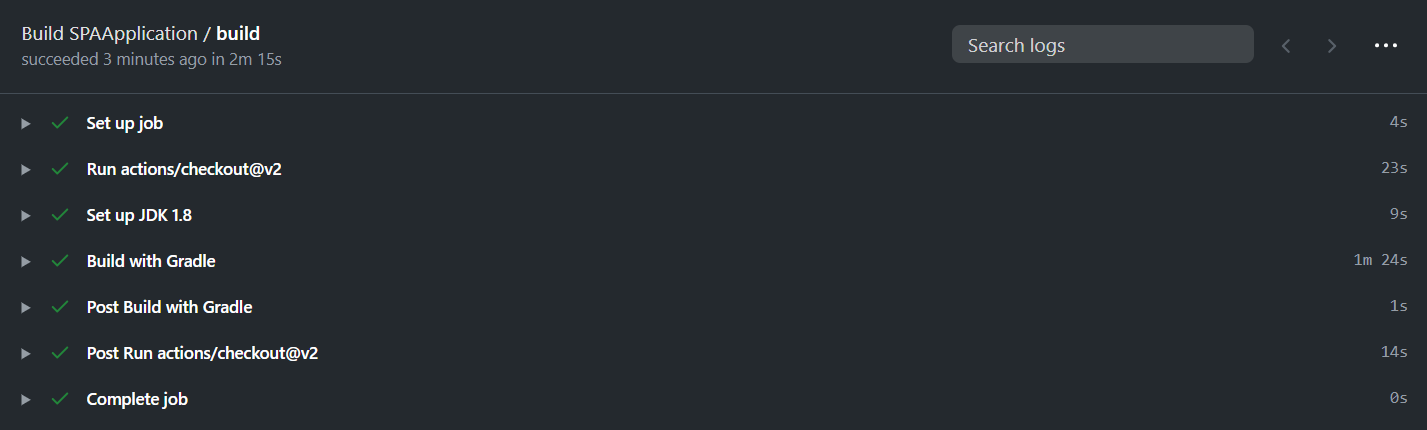 Build SPAApplication / build
succeeded 3 minutes ago in 2m 15s
Search logs
Set up job 4s
Run actions/checkout@v2 23s
Set up JDK 1.8 9s
Build with Gradle 1m 24s
Post Build with Gradle 1s
Post Run actions/checkout@v2 14s
Complete job 0s